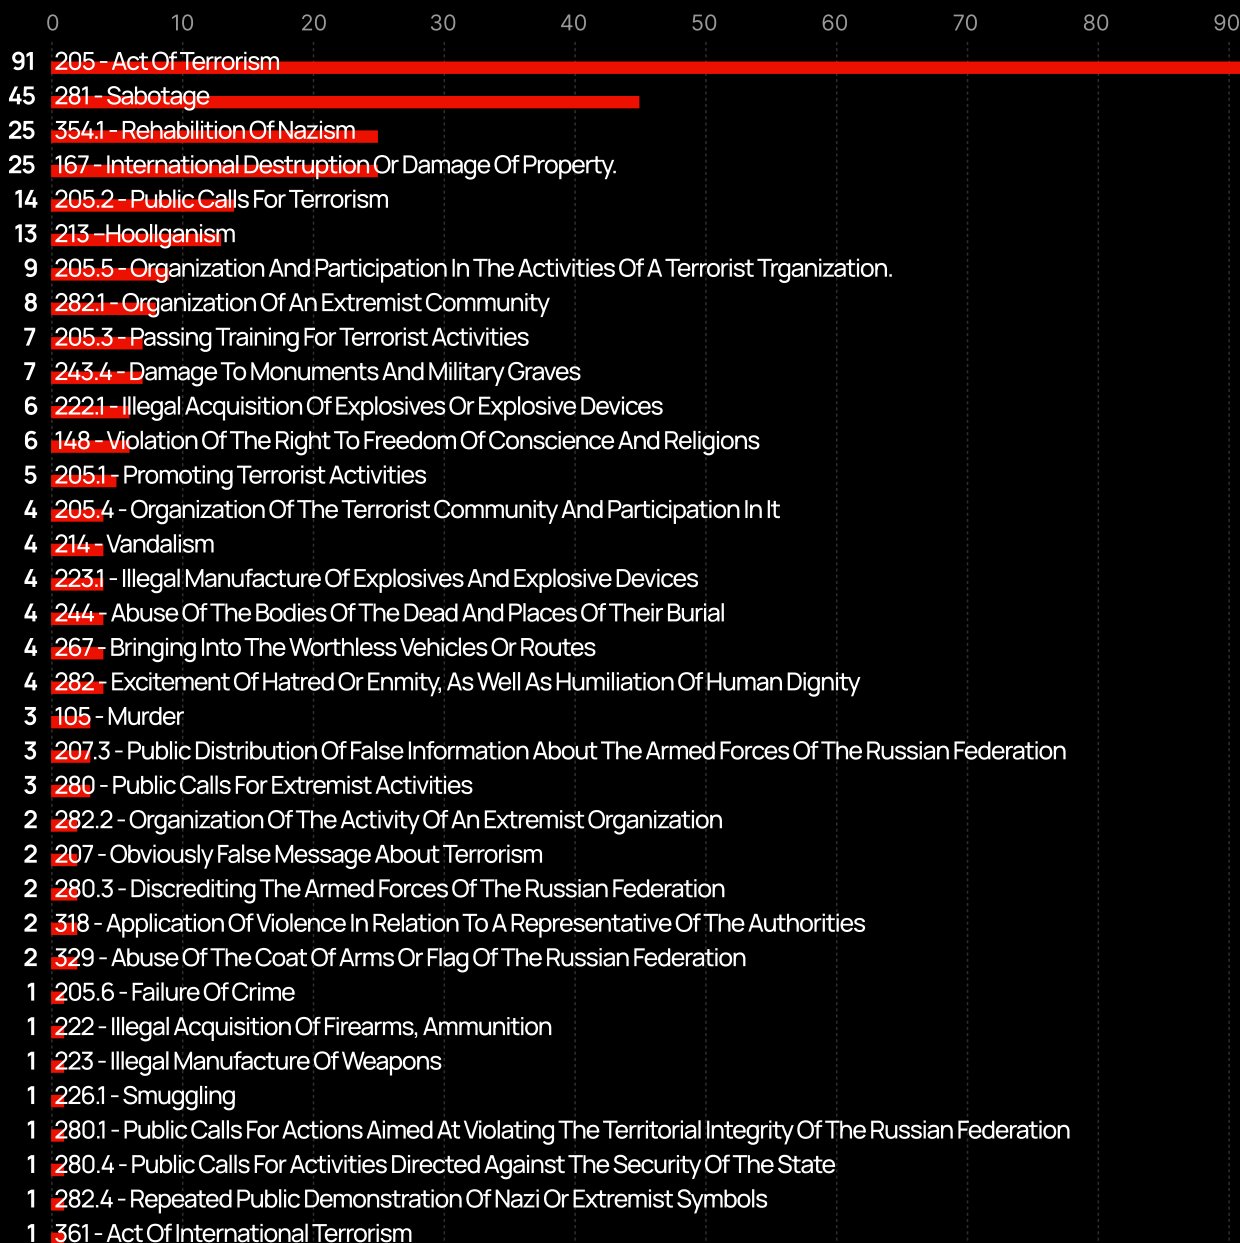 0 10 20 30 40 50 60 70 80 90
91 205 - Act Of Terrorism
45 281 - Sabotage
25 354.1 - Rehabilition Of Nazism
25 167 - International Destruption Or Damage Of Property.
14 205.2 - Public Calls For Terrorism
13 213 –Hoollganism
9 205.5 - Organization And Participation In The Activities Of A Terrorist Trganization.
8 282.1 - Organization Of An Extremist Community
7 205.3 - Passing Training For Terrorist Activities
7 243.4 - Damage To Monuments And Military Graves
6 222.1 - Illegal Acquisition Of Explosives Or Explosive Devices
6 148 - Violation Of The Right To Freedom Of Conscience And Religions
5 205.1 - Promoting Terrorist Activities
4 205.4 - Organization Of The Terrorist Community And Participation In It
4 214 - Vandalism
4 223.1 - Illegal Manufacture Of Explosives And Explosive Devices
4 244 - Abuse Of The Bodies Of The Dead And Places Of Their Burial
4 267 - Bringing Into The Worthless Vehicles Or Routes
4 282 - Excitement Of Hatred Or Enmity, As Well As Humiliation Of Human Dignity
3 105 - Murder
3 207.3 - Public Distribution Of False Information About The Armed Forces Of The Russian Federation
3 280 - Public Calls For Extremist Activities
2 282.2 - Organization Of The Activity Of An Extremist Organization
2 207 - Obviously False Message About Terrorism
2 280.3 - Discrediting The Armed Forces Of The Russian Federation
2 318 - Application Of Violence In Relation To A Representative Of The Authorities
2 329 - Abuse Of The Coat Of Arms Or Flag Of The Russian Federation
1 205.6 - Failure Of Crime
1 222 - Illegal Acquisition Of Firearms, Ammunition
1 223 - Illegal Manufacture Of Weapons
1 226.1 - Smuggling
1 280.1 - Public Calls For Actions Aimed At Violating The Territorial Integrity Of The Russian Federation
1 280.4 - Public Calls For Activities Directed Against The Security Of The State
1 282.4 - Repeated Public Demonstration Of Nazi Or Extremist Symbols
1 361 - Act Of International Terrorism